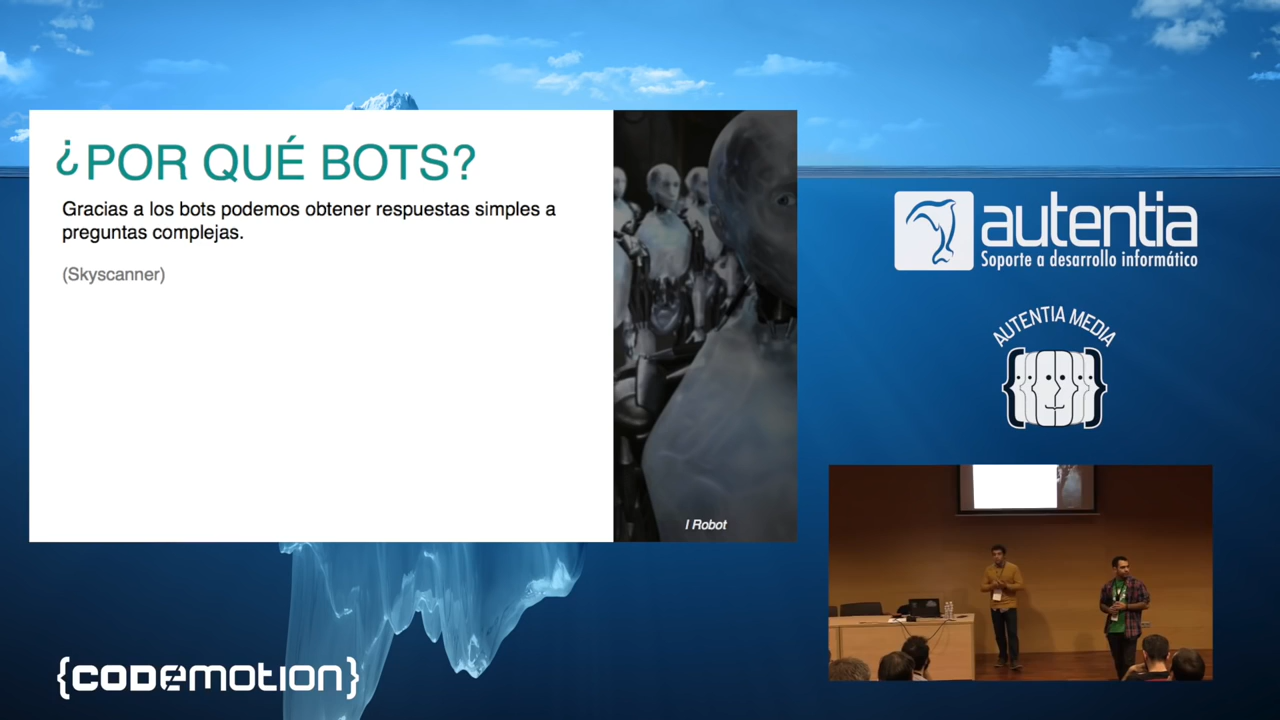 ¿POR QUÉ BOTS?
Gracias a los bots podemos obtener respuestas simples a
preguntas complejas.
(Skyscanner)
I Robot
autentia
Soporte a desarrollo informático
AUTENTIA MEDIA
{CODEMOTION}